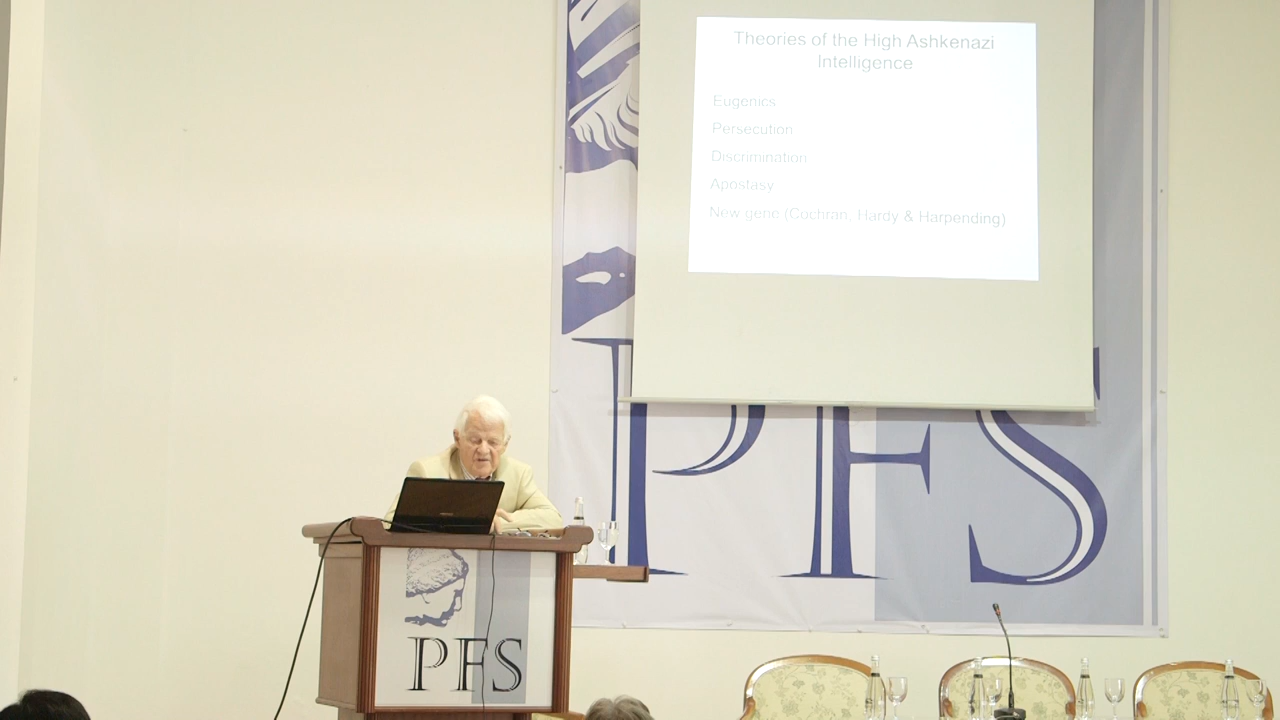 Theories of the High Ashkenazi
Intelligence
Eugenics
Persecution
Discrimination
Apostasy
New gene (Cochran, Hardy & Harpending)
PFS
PFS